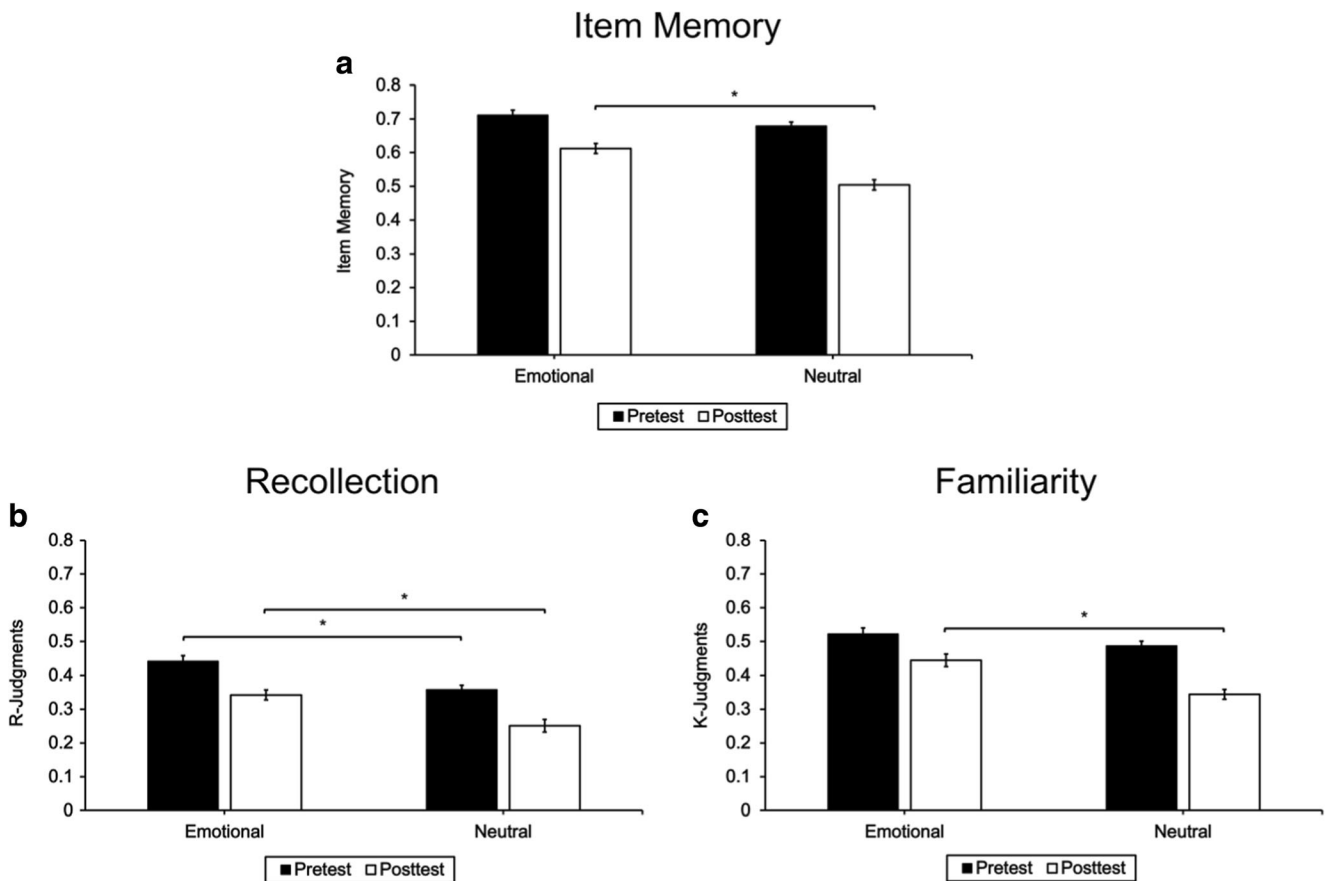 Item Memory
a
0.8
0.7
0.6
0.5
0.4
0.3
0.2
0.1
0
Item Memory
*
Emotional Neutral
Pretest Posttest
Recollection
b
0.8
0.7
0.6
0.5
0.4
0.3
0.2
0.1
0
R-Judgments
*
*
Emotional Neutral
Pretest Posttest
Familiarity
c
0.8
0.7
0.6
0.5
0.4
0.3
0.2
0.1
0
K-Judgments
*
Emotional Neutral
Pretest Posttest